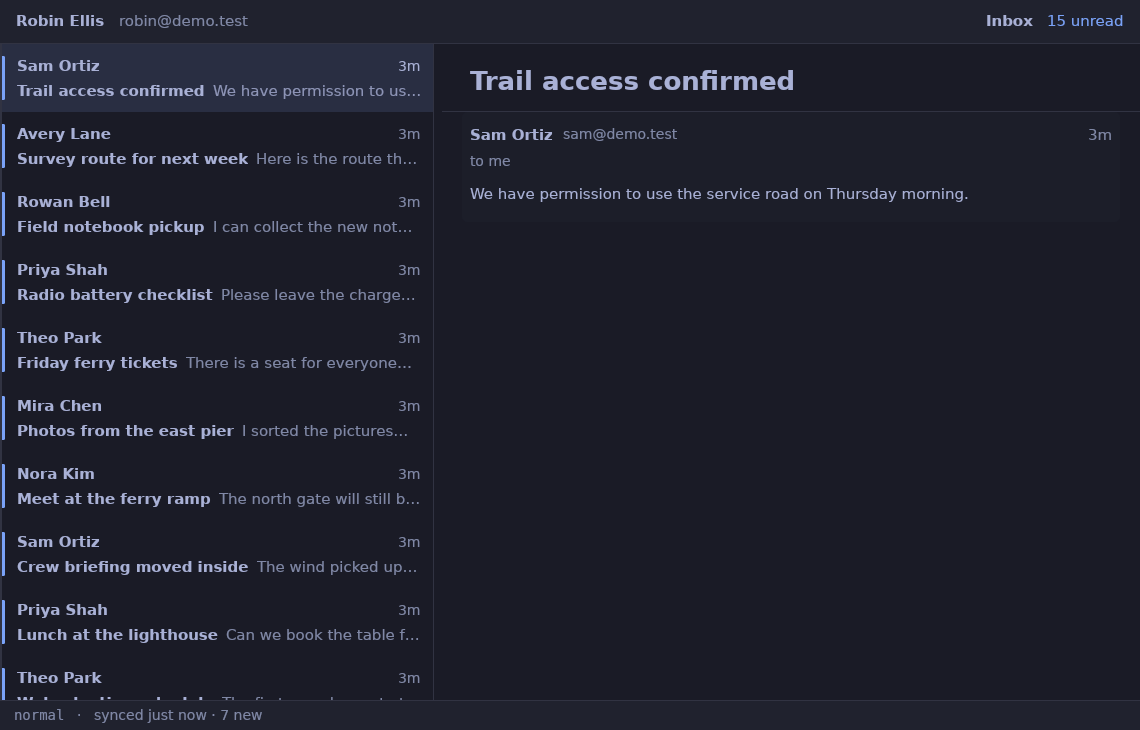 Robin Ellis robin@demo.test Inbox 15 unread
Sam Ortiz 3m
Trail access confirmed We have permission to us…
Avery Lane 3m
Survey route for next week Here is the route th…
Rowan Bell 3m
Field notebook pickup I can collect the new not…
Priya Shah 3m
Radio battery checklist Please leave the charge…
Theo Park 3m
Friday ferry tickets There is a seat for everyone…
Mira Chen 3m
Photos from the east pier I sorted the pictures…
Nora Kim 3m
Meet at the ferry ramp The north gate will still b…
Sam Ortiz 3m
Crew briefing moved inside The wind picked up…
Priya Shah 3m
Lunch at the lighthouse Can we book the table f…
Theo Park 3m
Trail access confirmed
Sam Ortiz sam@demo.test 3m
to me
We have permission to use the service road on Thursday morning.
normal · synced just now · 7 new